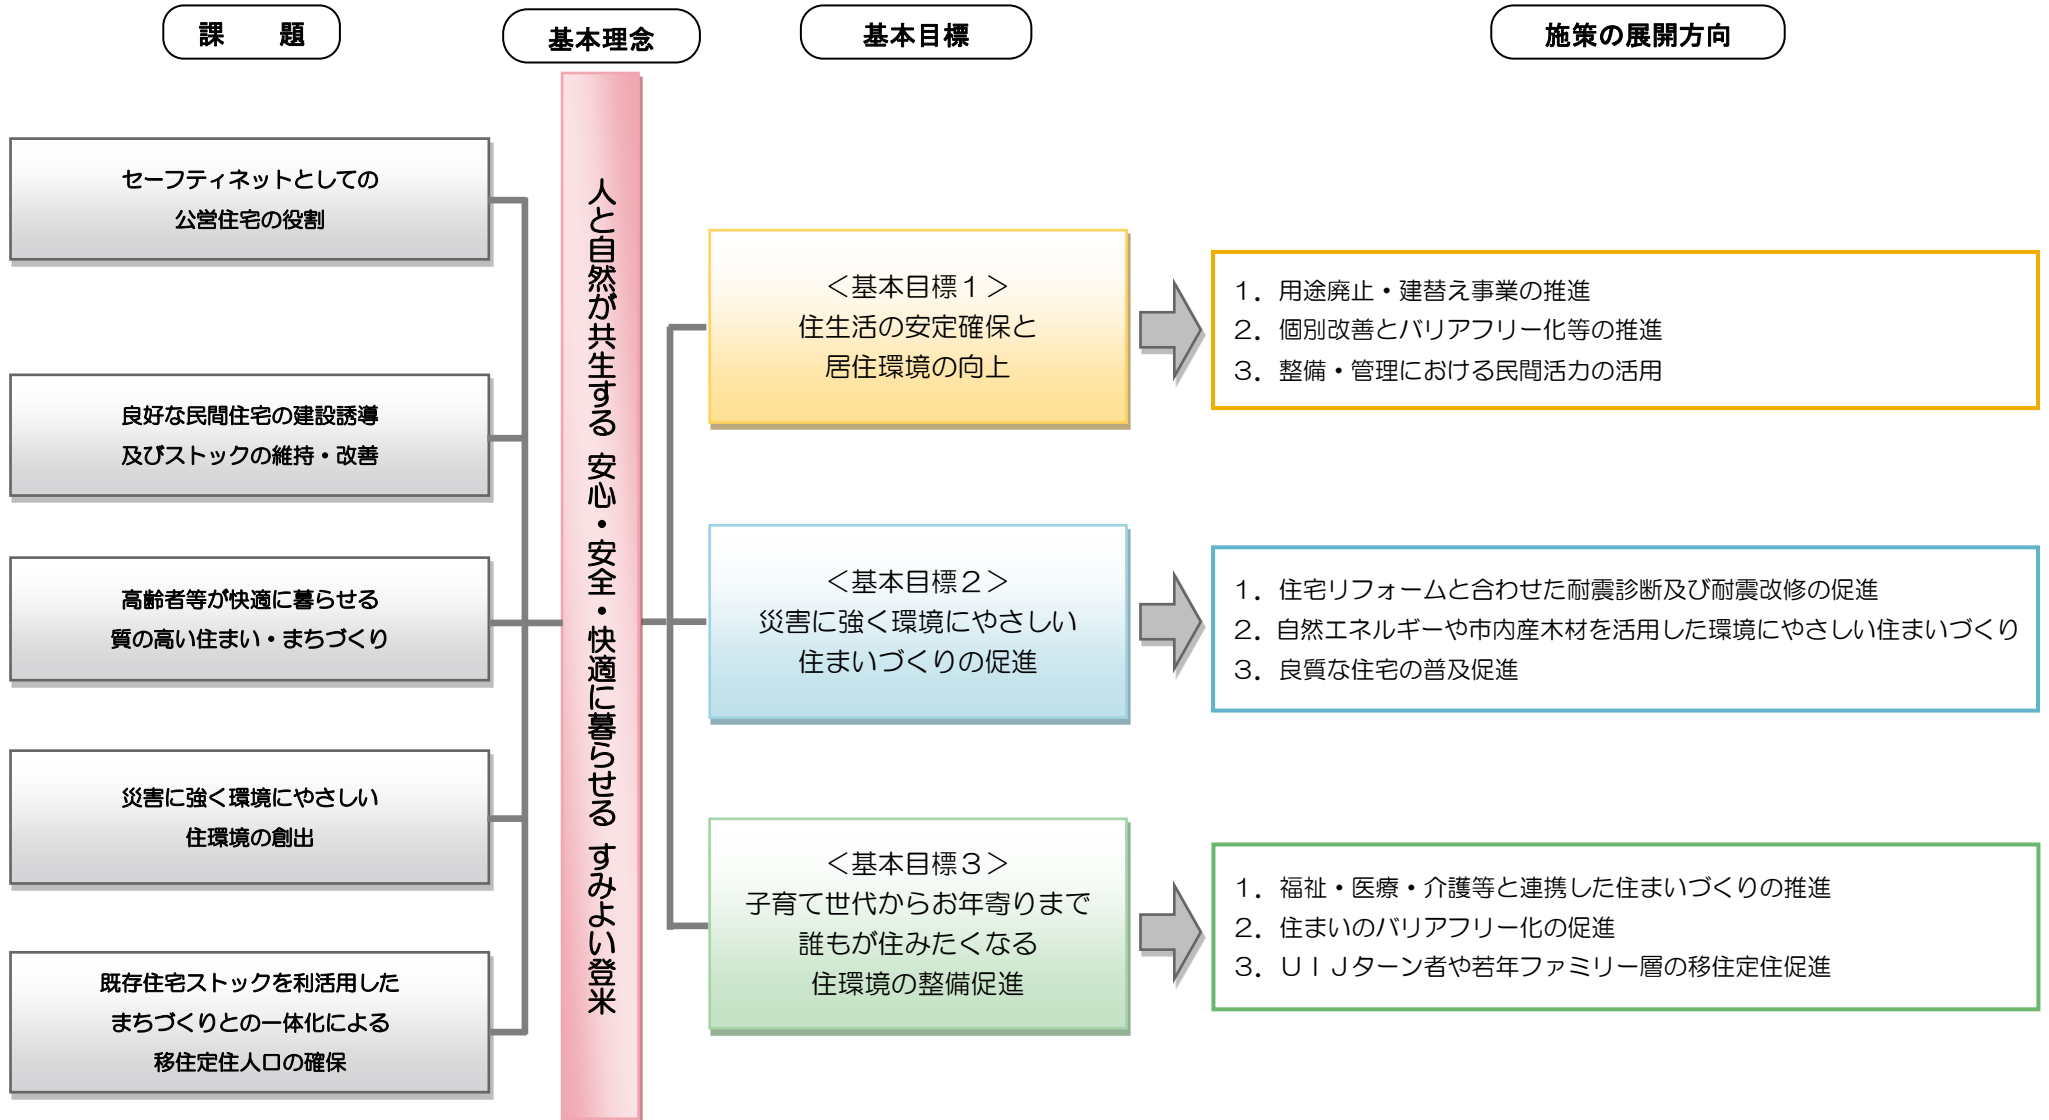 課　　題
基本理念
基本目標
施策の展開方向
セーフティネットとしての
公営住宅の役割
良好な民間住宅の建設誘導
及びストックの維持・改善
高齢者等が快適に暮らせる
質の高い住まい・まちづくり
災害に強く環境にやさしい
住環境の創出
既存住宅ストックを利活用した
まちづくりとの一体化による
移住定住人口の確保
人と自然が共生する 安心・安全・快適に暮らせる すみよい登米
＜基本目標１＞
住生活の安定確保と
居住環境の向上
１．用途廃止・建替え事業の推進
２．個別改善とバリアフリー化等の推進
３．整備・管理における民間活力の活用
＜基本目標２＞
災害に強く環境にやさしい
住まいづくりの促進
１．住宅リフォームと合わせた耐震診断及び耐震改修の促進
２．自然エネルギーや市内産木材を活用した環境にやさしい住まいづくり
３．良質な住宅の普及促進
＜基本目標３＞
子育て世代からお年寄りまで
誰もが住みたくなる
住環境の整備促進
１．福祉・医療・介護等と連携した住まいづくりの推進
２．住まいのバリアフリー化の促進
３．ＵＩＪターン者や若年ファミリー層の移住定住促進